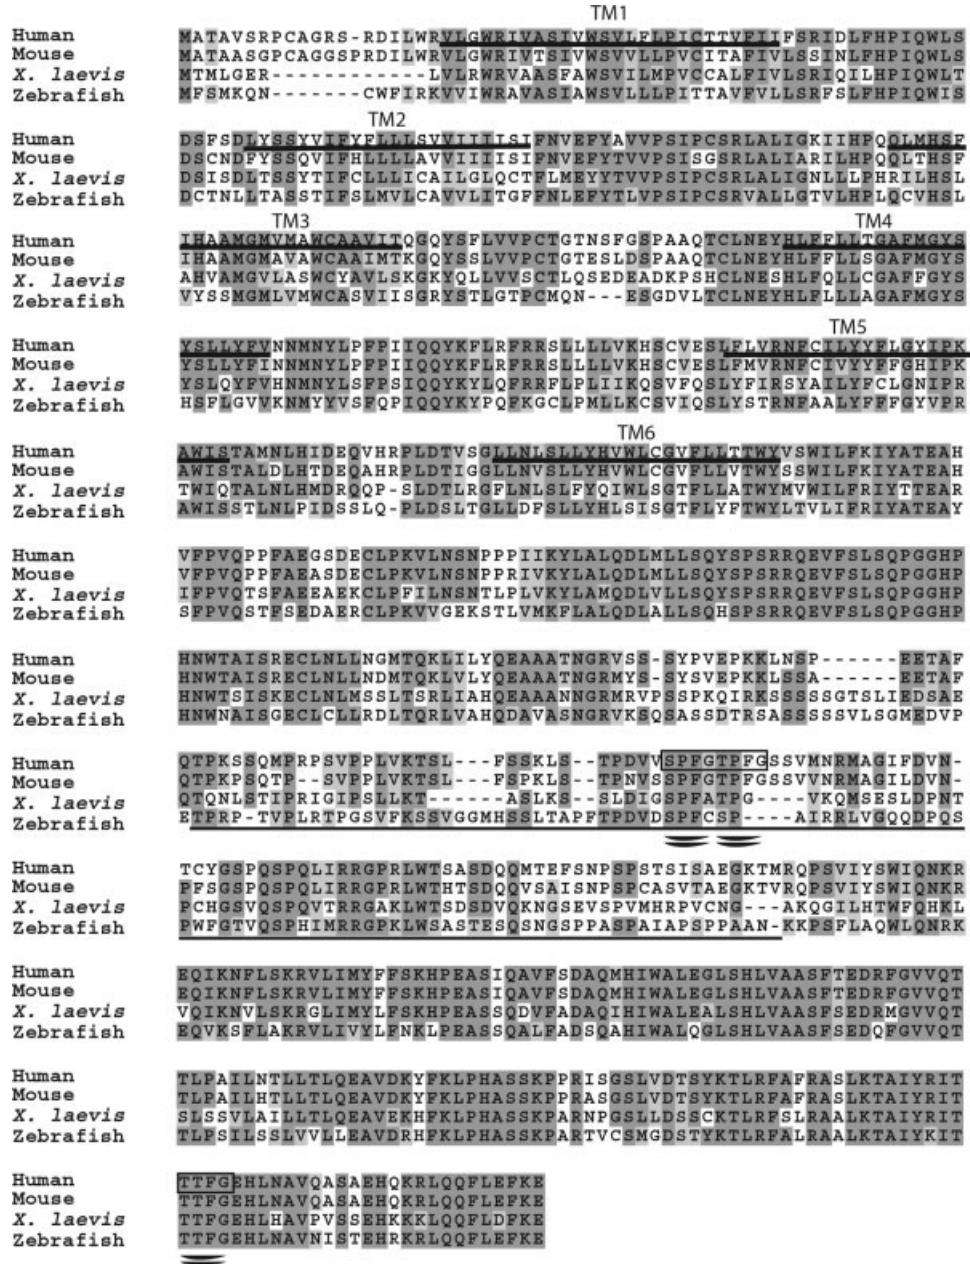 TM1
Human MATAVSRPCAGRS-RDILWRVLGWRIVASIVWSVLFLPICTTVFIIFSRIDLFHPIQWLS
Mouse MATAASGPCAGGSPRDILWRVLGWRIVTSIVWSVVLLPVCITAFIVLSSINLFHPIQWLS
X. laevis MTMLGER------------LVLRWRVAASFAWSVILMPVCCALFIVLSRIQILHPIQWLT
Zebrafish MFSMKQN--------CWFIRKVVIWRAVASIAWSVLLLPITTAVFVLLSRFSLFHPIQWIS
TM2
Human DSFSDLYSSYVIFYFLLLSVVIIIISIFNVEFYAVVPSIPCSRLALIGKIIHPQQLMHSF
Mouse DSCNDFYSSQVIFHLLLLAVVIIIISIFNVEFYTVVPSISGSRLALIARILHPQQLTHSF
X. laevis DSISDLTSSYTIFCLLLICAILGLQCTFLMEYYTVVPSIPCSRLALIGNLLLPHRILHSL
Zebrafish DCTNLLTASSTIFSLMVLCAVVLITGFFNLEFYTLVPSIPCSRVALLGTVLHPLQCVHSL
TM3 TM4
Human IHAAMGMVMAWCAAVITQGQYSFLVVPCTGTNSFGSPAAQTCLNEYHLFFLLTGAFMGYS
Mouse IHAAMGMAVAWCAAIMTKGQYSSLVVPCTGTESLDSPAAQTCLNEYHLFFLLSGAFMGYS
X. laevis AHVAMGVLASWCYAVLSKGKYQLLVVSCTLQSEDEADKPSHCLNESHLFQLLCGAFFGYS
Zebrafish VYSSMGMLVMWCASVIISGRYSTLGTPCMQN---ESGDVLTCLNEYHLFLLLAGAFMGYS
TM5
Human YSLLYFVNNMNYLPFPIIQQYKFLRFRRSLLLLVKHSCVESLFLVRNFCILYYFLGYIPK
Mouse YSLLYFVNNMNYLPFPIIQQYKFLRFRRSLLLLVKHSCVESLFMVRNFCIVYYFFGHIPK
X. laevis YSLQYFVHNMNYLSFPSIQQYKYLQFRRFLPLIIKQSVFQSLYFIRSYAILYFCLGNIPR
Zebrafish HSFLGVVKNMYYVSFQPIQQYKYPQFKGCLPMLLKCSVIQSLYSTRNFAALYFFFGYVPR
TM6
Human AWISTAMNLHIDEQVHRPLDTVSGLLNLSLLYHVWLCGVFLLTTWYVSWILFKIYATEAH
Mouse AWISTALDLHTDEQAHRPLDTIGGLLNVSLLYHVWLCGVFLLVTWYSSWILFKIYATEAH
X. laevis TWIQTALNLHMDRQQP-SLDTLRGFLNLSLFYQIWLSGTFLLATWYMVWILFRIYTTEAR
Zebrafish AWISSTLNLPIDSSLQ-PLDSLTGLLDFSLLYHLSISGTFLYFTWYLTVLIFRIYATEAY
Human VFPVQPPFAEGSDECLPKVLNSNPPPIIKYLALQDLMLLSQYSPSRRQEVFSLSQPGGHP
Mouse VFPVQPPFAEASDECLPKVLNSNPPRIVKYLALQDLMLLSQYSPSRRQEVFSLSQPGGHP
X. laevis IFPVQTSFAEEAEKCLPFILNSNTLPLVKYLAMQDLVLLSQYSPSRRQEVFSLSQPGGHP
Zebrafish SFPVQSTFSEDAERCLPKVVGEKSTLVMKFLALQDLALLSQHSPSRRQEVFSLSQPGGHP
Human HNWTAISRECLNLLNGMTQKLILYQEAAATNGRVSS-SYPVEPKKLNSP------EETAF
Mouse HNWTAISRECLNLLNDMTQKLVLYQEAAATNGRMYS-SYSVEPKKLSSA------EETAF
X. laevis HNWTSISKECLNLMSSLTSRLIAHQEAAANNGRMRVPSSPKQIRKSSSSSGTSLIEDSAE
Zebrafish HNWNAISGECLCLLRDLTQRLVAHQDAVASNGRVKSQSASSDTRSASSSSSVLSGMEDVP
Human QTPKSSQMPRPSVPPLVKTSL---FSSKLS--TPDVVSPFGTPFGSSVMNRMAGIFDVN-
Mouse QTPKPSQTP--SVPPLVKTSL---FSPKLS--TPNVSSPFGTPFGSSVVNRMAGILDVN-
X. laevis QTQNLSTIPRIGIPSLLKT------ASLKS--SLDIGSPFATPG----VKQMSESLDPNT
Zebrafish ETPRP-TVPLRTPGSVFKSSVGGMHSSLTAPFTPDVDSPFCSP----AIRRLVGQQDPQS
Human TCYGSPQSPQLIRRGPRLWTSASDQQMTEFSNPSPSTSISAEGKTMRQPSVIYSWIQNKR
Mouse PFSGSPQSPQLIRRGPRLWTHTSDQQVSAISNPSPCASVTAEGKTVRQPSVIYSWIQNKR
X. laevis PCHGSVQSPQVTRRGAKLWTSDSDVQKNGSEVSPVMHRPVCNG---AKQGILHTWFQHKL
Zebrafish PWFGTVQSPHIMRRGPKLWSASTESQSNGSPPASPAIAPSPPAAN-KKPSFLAQWLQNRK
Human EQIKNFLSKRVLIMYFFSKHPEASIQAVFSDAQMHIWALEGLSHLVAASFTEDRFGVVQT
Mouse EQIKNFLSKRVLIMYFFSKHPEASIQAVFSDAQMHIWALEGLSHLVAASFTEDRFGVVQT
X. laevis VQIKNVLSKRGLIMYLFSKHPEASSQDVFADAQIHIWALEALSHLVAASFSEDRMGVVQT
Zebrafish EQVKSFLAKRVLIVYLFNKLPEASSQALFADSQAHIWALQGLSHLVAASFSEDQFGVVQT
Human TLPAILNTLLTLQEAVDKYFKLPHASSKPPRISGSLVDTSYKTLRFAFRASLKTAIYRIT
Mouse TLPAILHTLLTLQEAVDKYFKLPHASSKPPRASGSLVDTSYKTLRFAFRASLKTAIYRIT
X. laevis SLSSVLAILLTLQEAVEKHFKLPHASSKPARNPGSLLDSSCKTLRFSLRAALKTAIYRIT
Zebrafish TLPSILSSLVVLLEAVDRHFKLPHASSKPARTVCSMGDSTYKTLRFALRAALKTAIYKIT
Human TTFGEHLNAVQASAEHQKRLQQFLEFKE
Mouse TTFGEHLNAVQASAEHQKRLQQFLEFKE
X. laevis TTFGEHLHAVPVSSEHKKKLQQFLDFKE
Zebrafish TTFGEHLNAVNISTEHRKRLQQFLEFKE